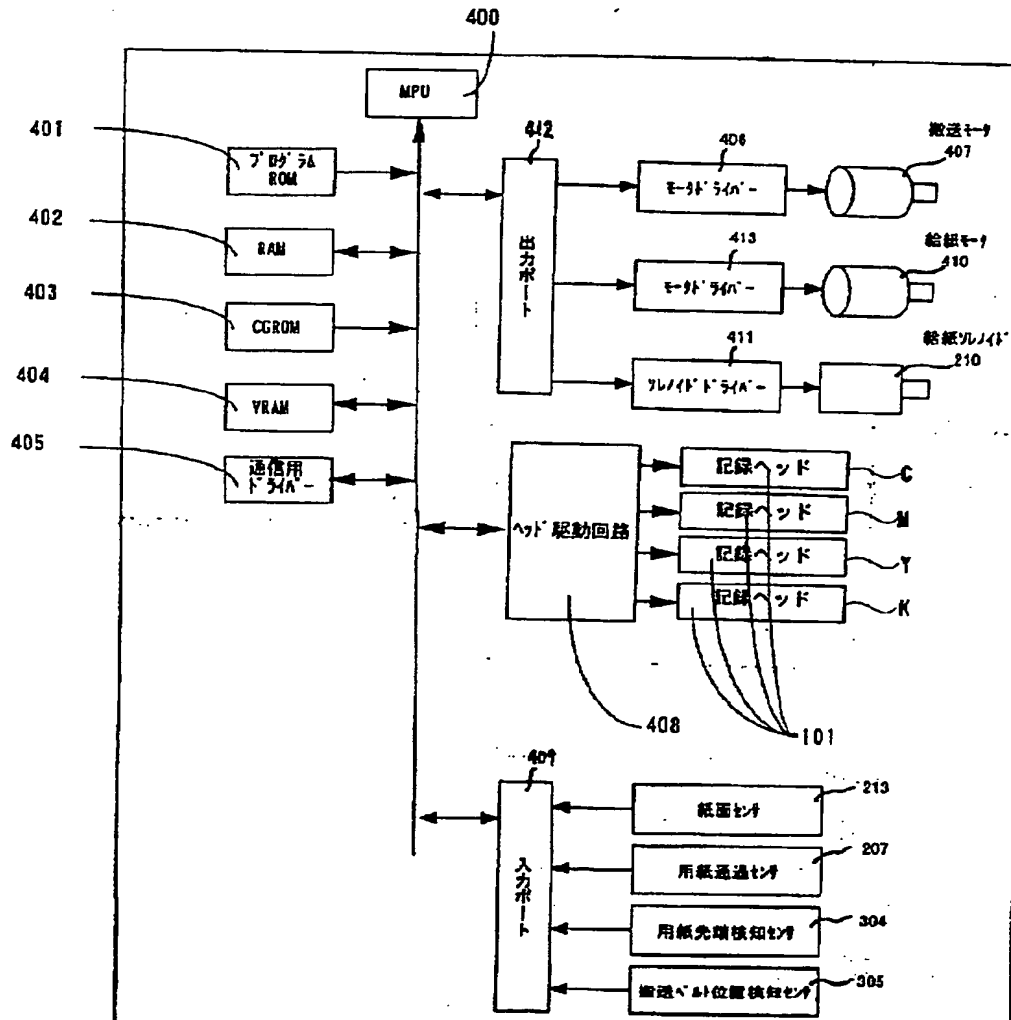 400
MPU
401
プログラム
ROM
402
RAM
403
CGROM
404
VRAM
405
通信用
ドライバー
412
出力ポート
406
モータドライバー
搬送モータ
407
413
モータドライバー
給紙モータ
410
411
ソレノイドドライバー
給紙ソレノイド
210
ヘッド駆動回路
408
記録ヘッド
C
記録ヘッド
M
記録ヘッド
Y
記録ヘッド
K
101
409
入力ポート
紙面センサ
213
用紙通過センサ
207
用紙先端検知センサ
304
搬送ベルト位置検知センサ
305